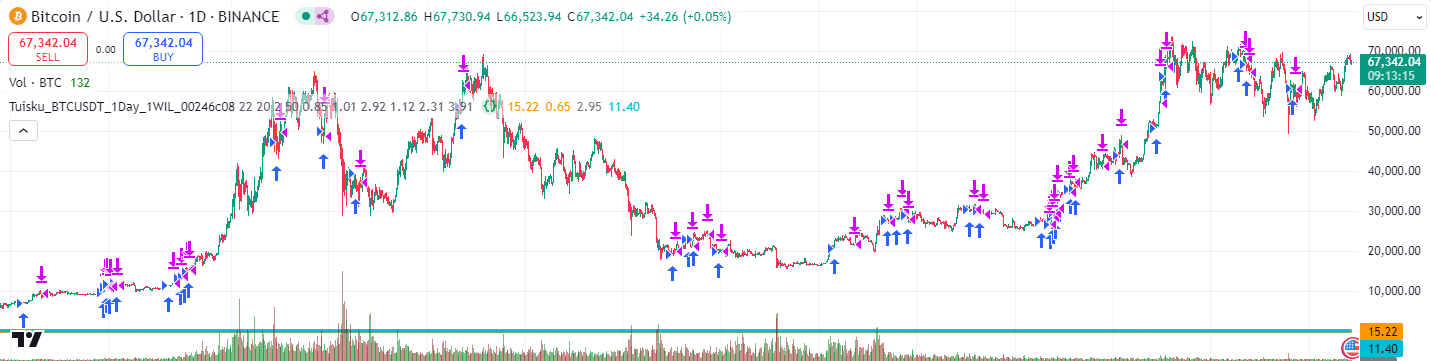 Bitcoin / U.S. Dollar · 1D · BINANCE
O67,312.86 H67,730.94 L66,523.94 C67,342.04 +34.26 (+0.05%)
USD
67,342.04
SELL
0.00
67,342.04
BUY
Vol · BTC 132
Tuisku_BTCUSDT_1Day_1WIL_00246c08 22 20 2 50 0.85 1.01 2.92 1.12 2.31 3.91 {} 15.22 0.65 2.95 11.40
70,000.00
67,342.04
09:13:15
60,000.00
50,000.00
40,000.00
30,000.00
20,000.00
10,000.00
15.22
11.40